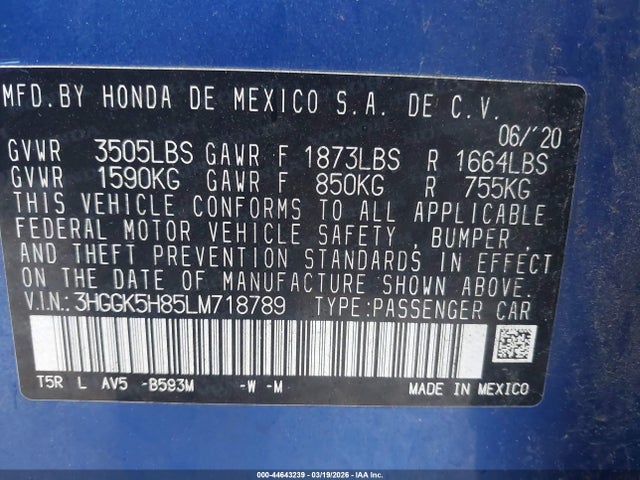 MFD. BY HONDA DE MEXICO S.A. DE C.V.
06/'20
GVWR 3505LBS GAWR F 1873LBS R 1664LBS
GVWR 1590KG GAWR F 850KG R 755KG
THIS VEHICLE CONFORMS TO ALL APPLICABLE
FEDERAL MOTOR VEHICLE SAFETY , BUMPER ,
AND THEFT PREVENTION STANDARDS IN EFFECT
ON THE DATE OF MANUFACTURE SHOWN ABOVE.
V.I.N.: 3HGGK5H85LM718789 TYPE:PASSENGER CAR
T5R L AV5 -B593M -W -M MADE IN MEXICO
000-44643239 - 03/19/2026 - IAA Inc.